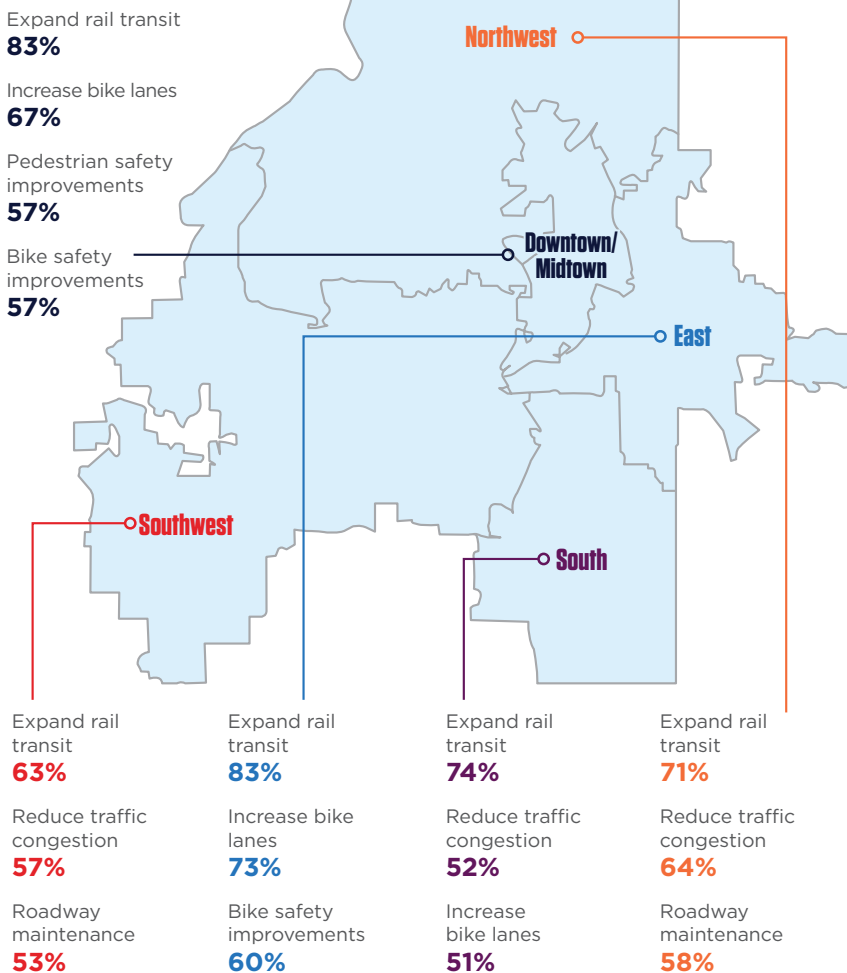 Expand rail transit
83%
Increase bike lanes
67%
Pedestrian safety
improvements
57%
Bike safety
improvements
57%
Northwest
Downtown/
Midtown
East
Southwest
South
Expand rail
transit
63%
Reduce traffic
congestion
57%
Roadway
maintenance
53%
Expand rail
transit
83%
Increase bike
lanes
73%
Bike safety
improvements
60%
Expand rail
transit
74%
Reduce traffic
congestion
52%
Increase
bike lanes
51%
Expand rail
transit
71%
Reduce traffic
congestion
64%
Roadway
maintenance
58%